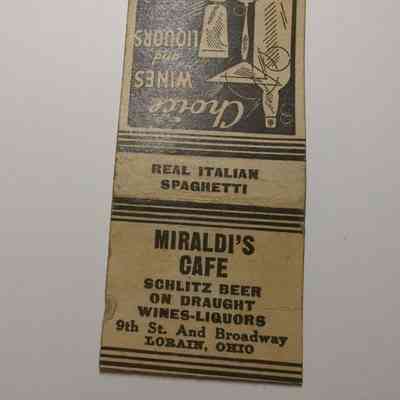 Choice
WINES
and
LIQUORS
REAL ITALIAN
SPAGHETTI
MIRALDI'S
CAFE
SCHLITZ BEER
ON DRAUGHT
WINES-LIQUORS
9th St. And Broadway
LORAIN, OHIO